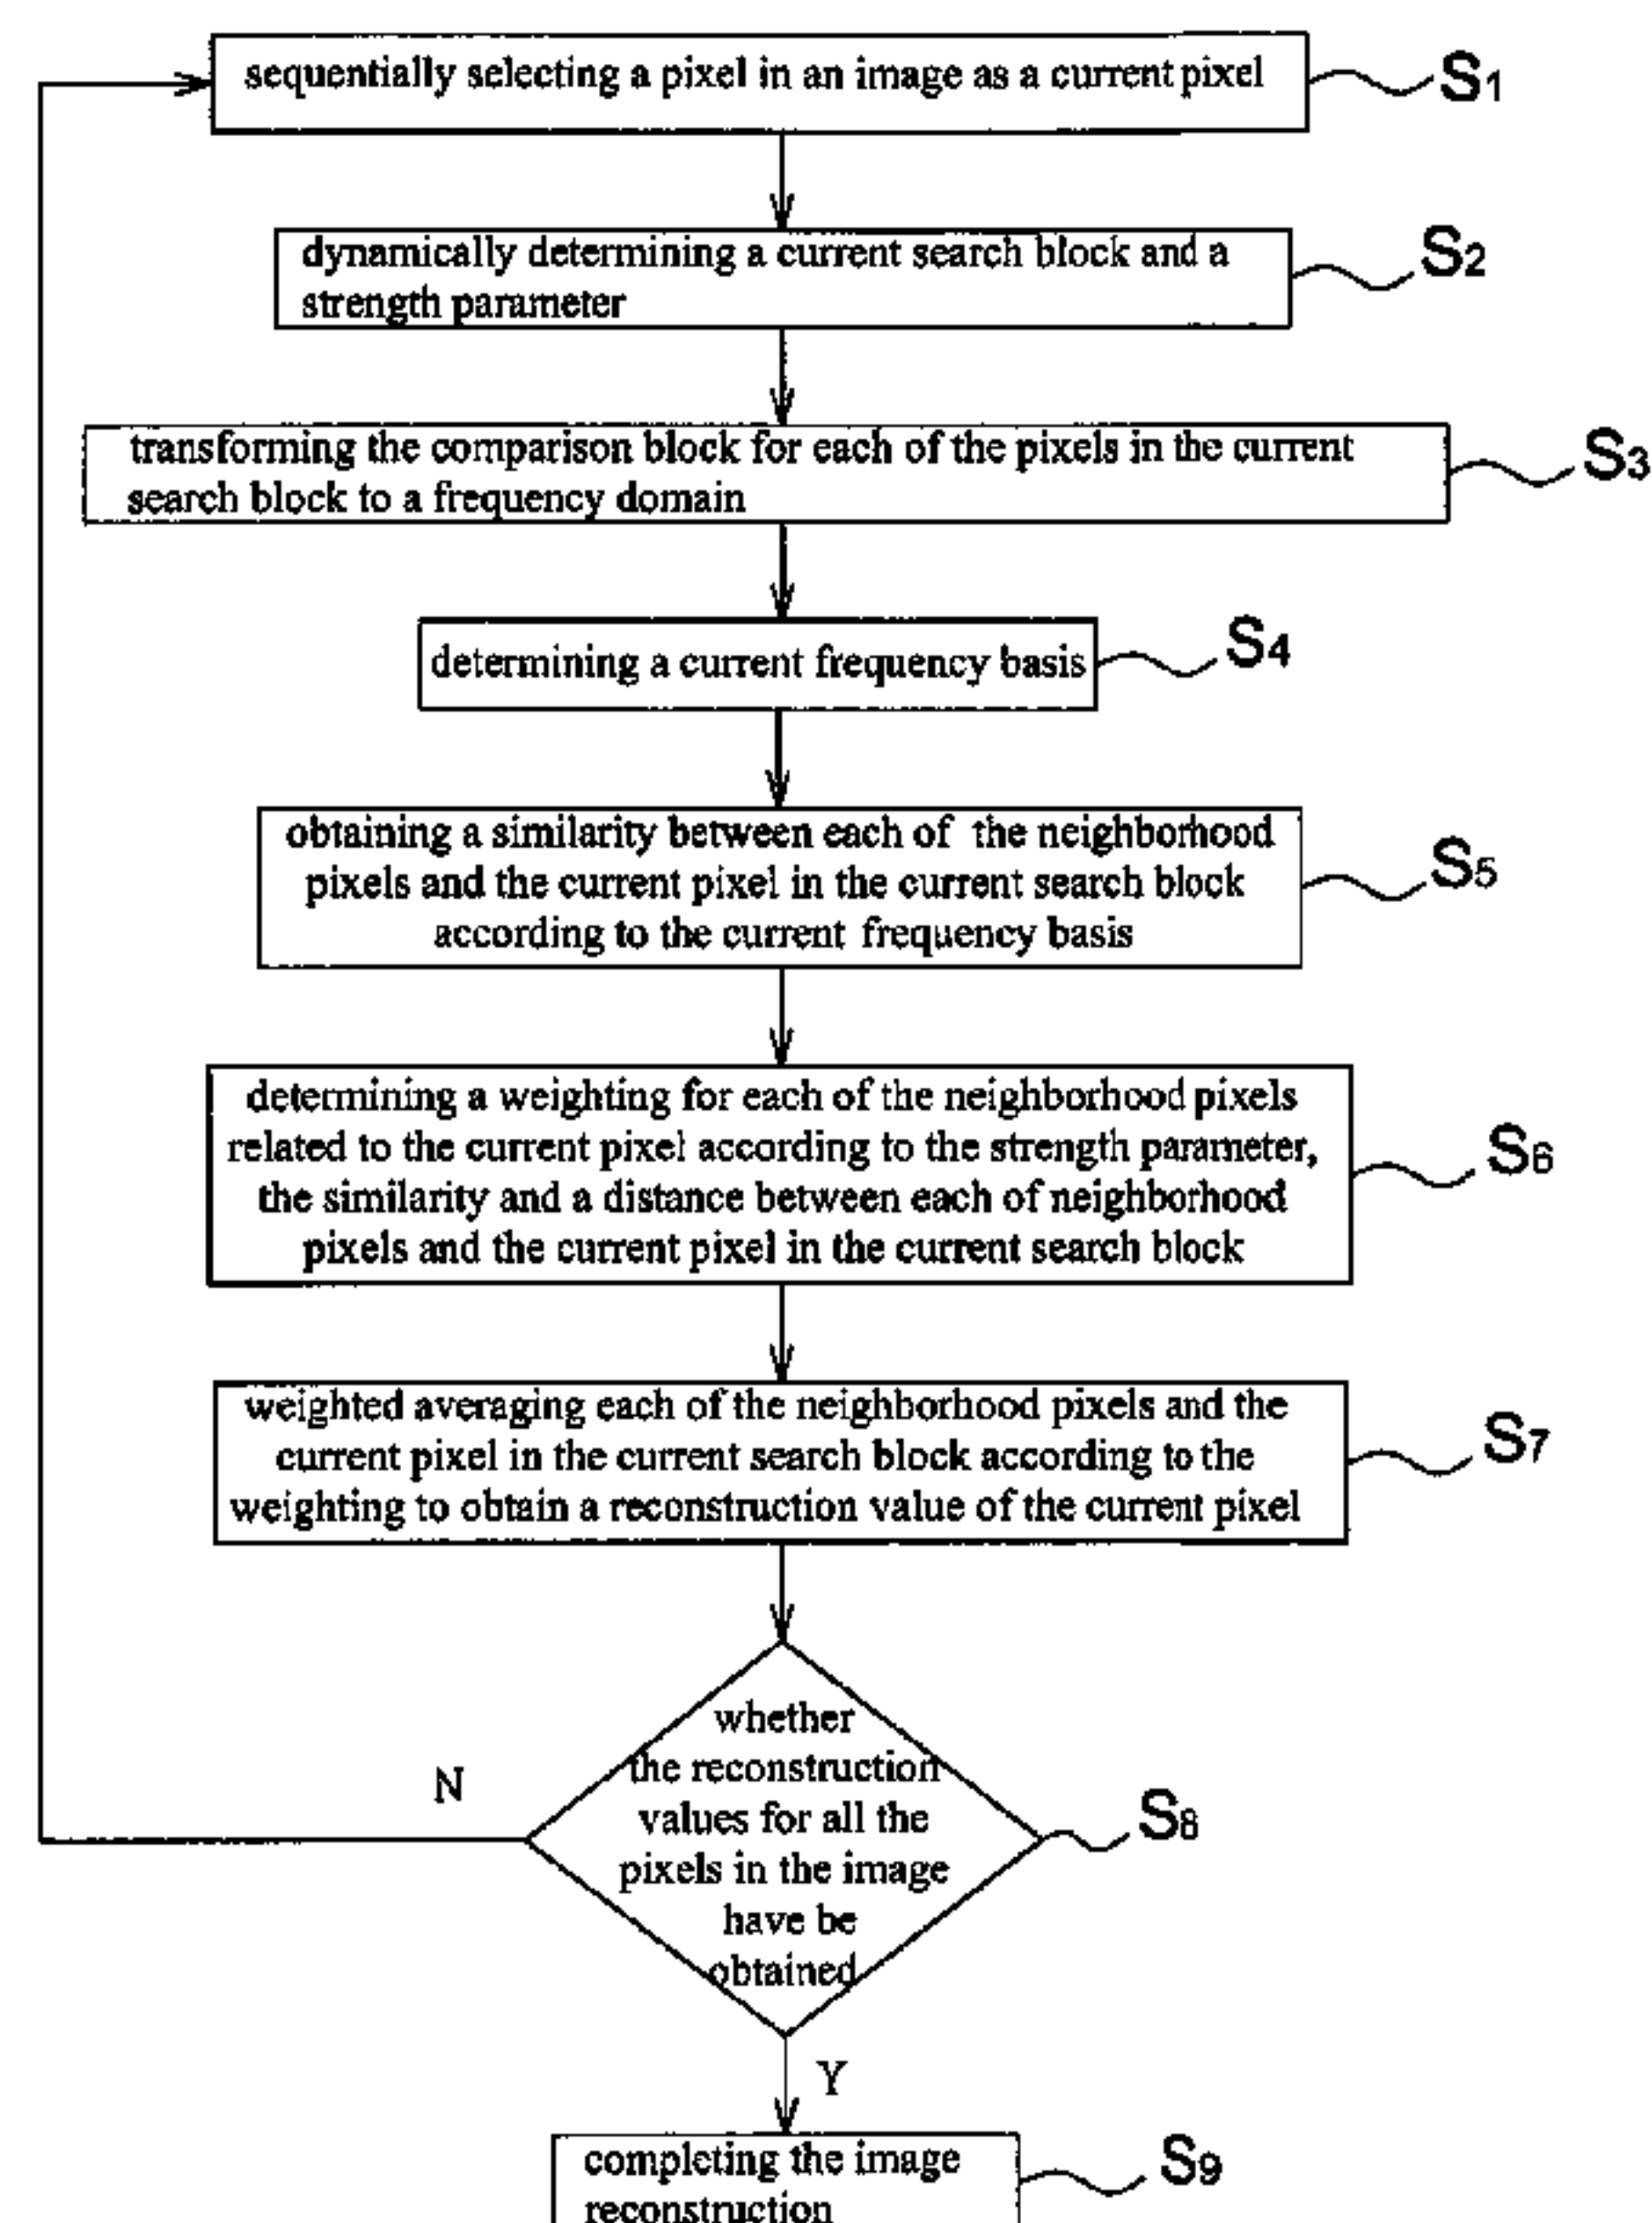 sequentially selecting a pixel in an image as a current pixel
S1
dynamically determining a current search block and a
strength parameter
S2
transforming the comparison block for each of the pixels in the current
search block to a frequency domain
S3
determining a current frequency basis
S4
obtaining a similarity between each of the neighborhood
pixels and the current pixel in the current search block
according to the current frequency basis
S5
determining a weighting for each of the neighborhood pixels
related to the current pixel according to the strength parameter,
the similarity and a distance between each of neighborhood
pixels and the current pixel in the current search block
S6
weighted averaging each of the neighborhood pixels and the
current pixel in the current search block according to the
weighting to obtain a reconstruction value of the current pixel
S7
whether
the reconstruction
values for all the
pixels in the image
have be
obtained
S8
N
Y
completing the image
reconstruction
S9